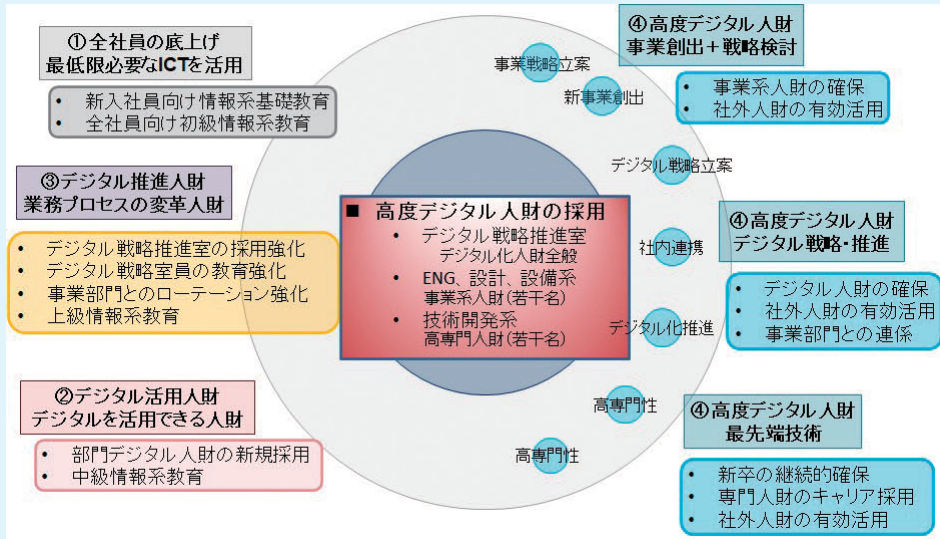 ①全社員の底上げ
最低限必要なICTを活用
• 新入社員向け情報系基礎教育
• 全社員向け初級情報系教育
③デジタル推進人財
業務プロセスの変革人財
• デジタル戦略推進室の採用強化
• デジタル戦略室員の教育強化
• 事業部門とのローテーション強化
• 上級情報系教育
②デジタル活用人財
デジタルを活用できる人財
• 部門デジタル人財の新規採用
• 中級情報系教育
■ 高度デジタル人財の採用
• デジタル戦略推進室
デジタル化人財全般
• ENG、設計、設備系
事業系人財(若干名)
• 技術開発系
高専門人財(若干名)
事業戦略立案
新事業創出
デジタル戦略立案
社内連携
デジタル化推進
高専門性
高専門性
④高度デジタル人財
事業創出+戦略検討
• 事業系人財の確保
• 社外人財の有効活用
④高度デジタル人財
デジタル戦略・推進
• デジタル人財の確保
• 社外人財の有効活用
• 事業部門との連係
④高度デジタル人財
最先端技術
• 新卒の継続的確保
• 専門人財のキャリア採用
• 社外人財の有効活用